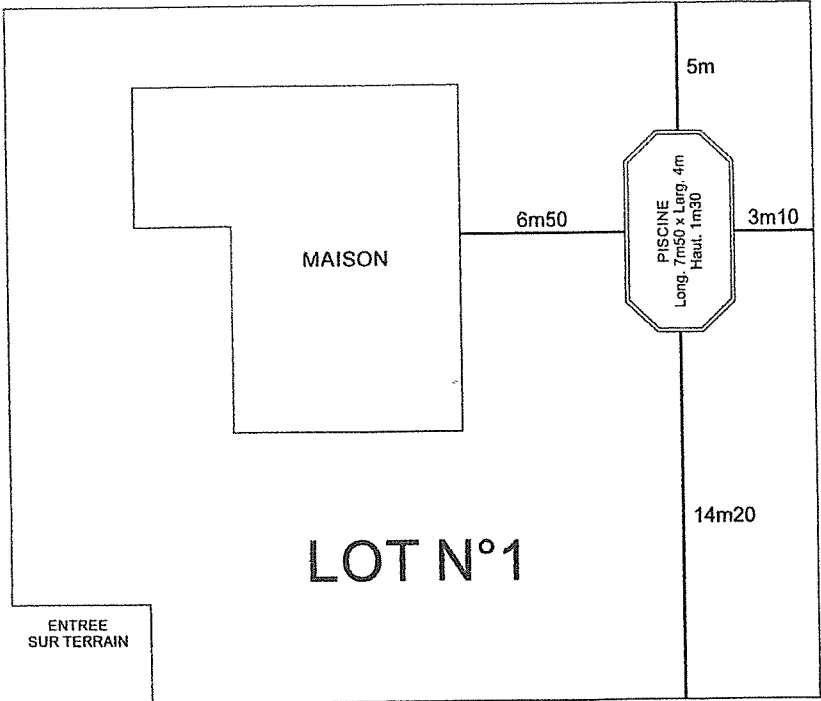 5m
PISCINE
Long. 7m50 x Larg. 4m
Haut. 1m30
6m50
3m10
MAISON
14m20
LOT N°1
ENTREE
SUR TERRAIN